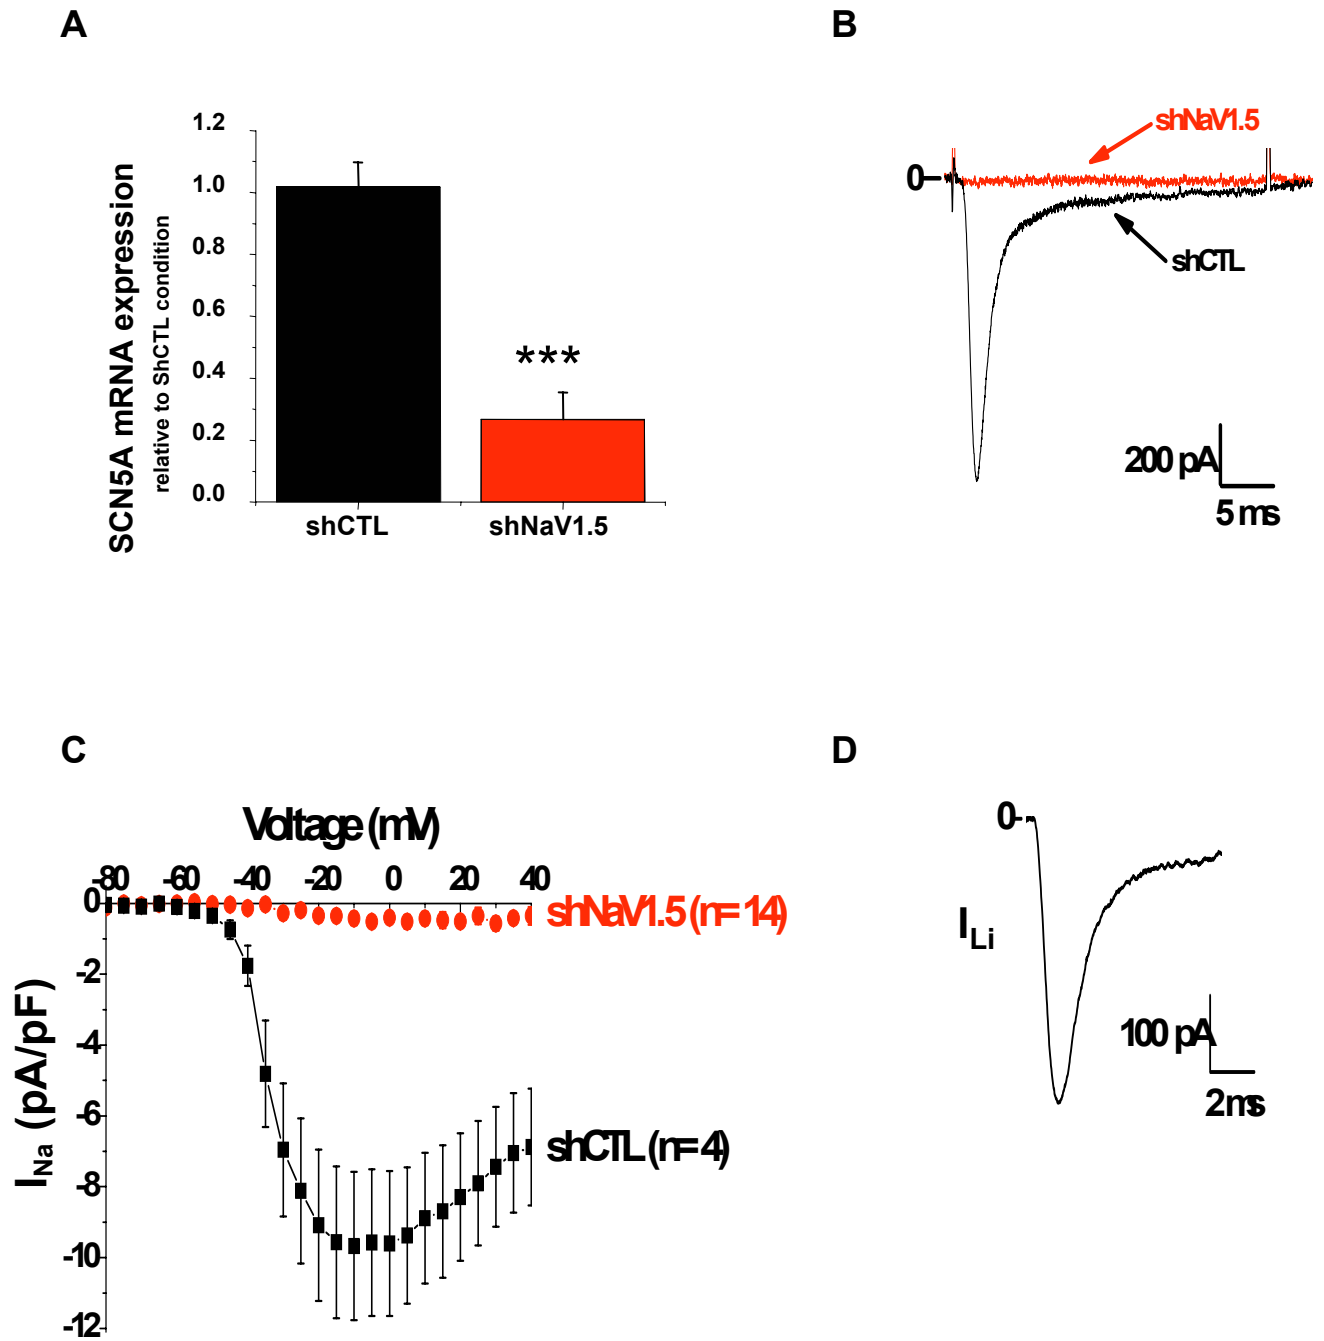 A
B
1.2
1.0
0.8
0.6
0.4
0.2
0.0
SCN5A mRNA expression
relative to ShCTL condition
***
shCTL
shNaV1.5
shNaV1.5
0
shCTL
200 pA
5 ms
C
D
Voltage (mV)
-80 -60 -40 -20 0 20 40
0
-2
-4
-6
-8
-10
-12
INa (pA/pF)
shNaV1.5 (n=14)
shCTL (n=4)
0
ILi
100 pA
2 ms